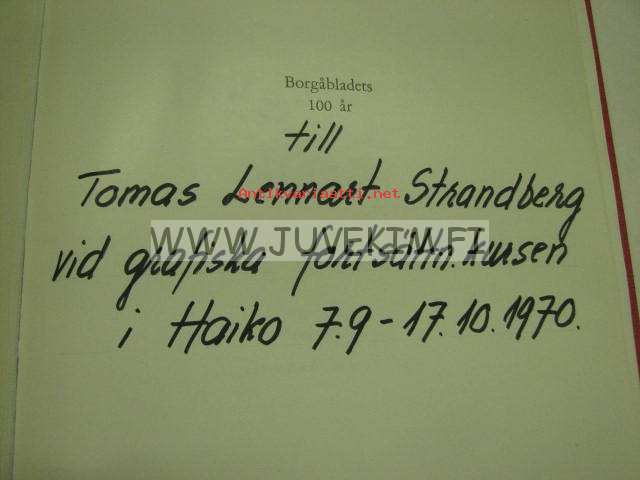 Borgåbladets
100 år
till
Tomas Lennart Strandberg
Antikvariaatti.net
WWW.JUVEKIW.FI
vid grafiska fortsättn.kursen
i Haiko 7.9-17.10.1970.